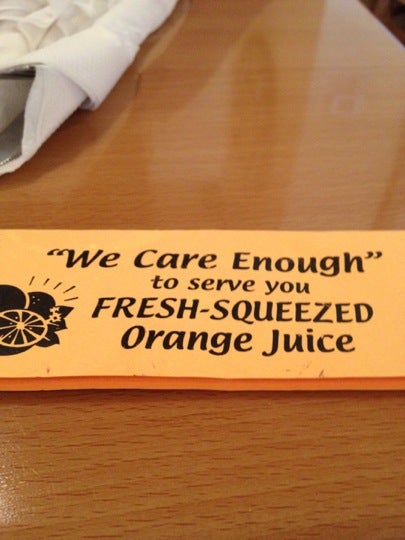 “We Care Enough”
to serve you
FRESH-SQUEEZED
Orange Juice